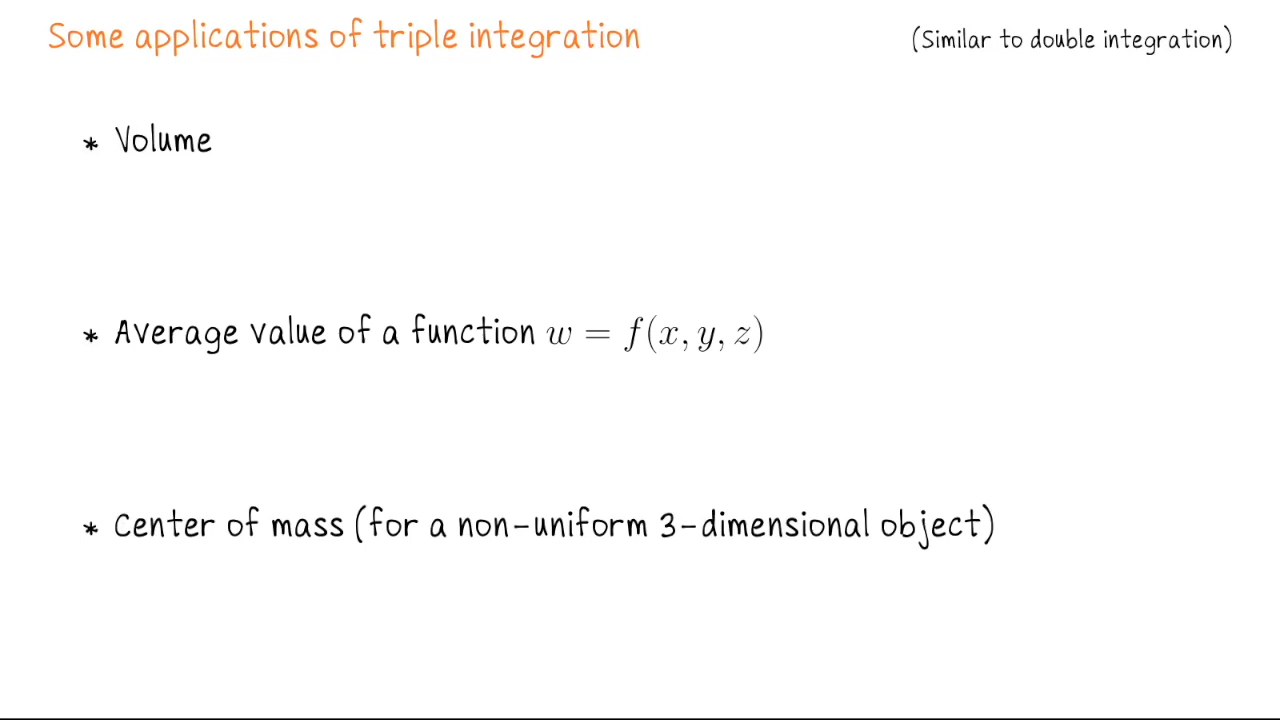 Some applications of triple integration
(Similar to double integration)
* Volume
* Average value of a function w = f(x, y, z)
* Center of mass (for a non-uniform 3-dimensional object)